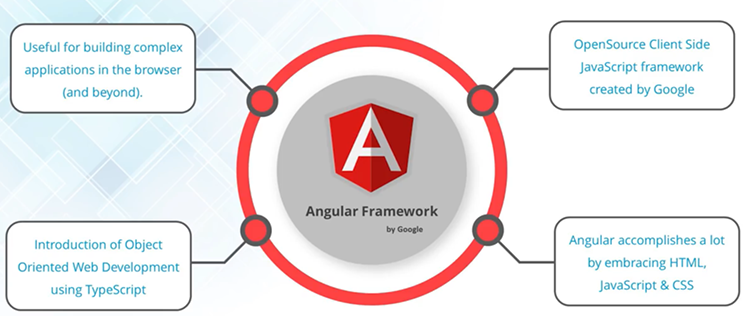 Useful for building complex
applications in the browser
(and beyond).
OpenSource Client Side
JavaScript framework
created by Google
A
Angular Framework
by Google
Introduction of Object
Oriented Web Development
using TypeScript
Angular accomplishes a lot
by embracing HTML,
JavaScript & CSS